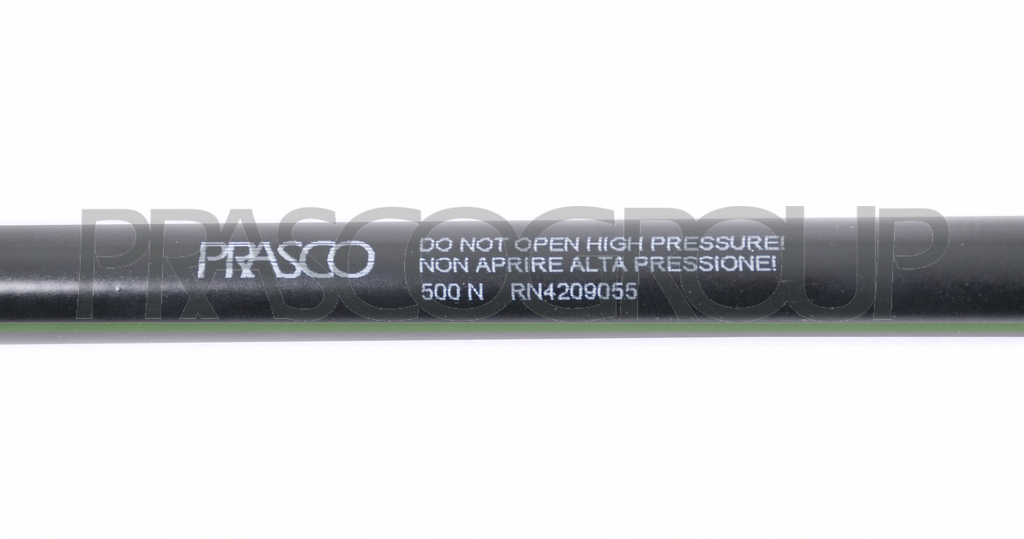 PRASCOGROUP
PRASCO
DO NOT OPEN HIGH PRESSURE!
NON APRIRE ALTA PRESSIONE!
500 N RN4209055